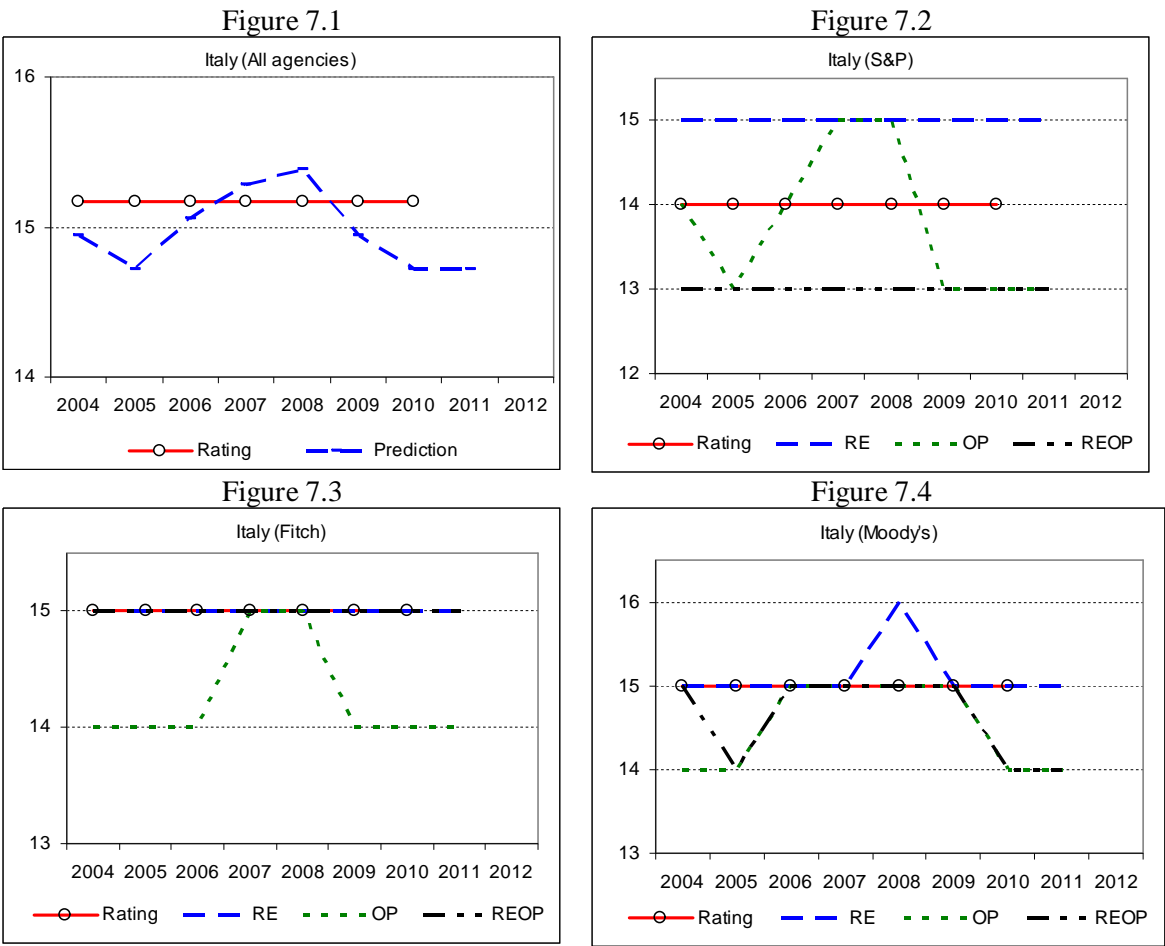 Figure 7.1
Italy (All agencies)
16
15
14
2004 2005 2006 2007 2008 2009 2010 2011 2012
Rating Prediction
Figure 7.2
Italy (S&P)
15
14
13
12
2004 2005 2006 2007 2008 2009 2010 2011 2012
Rating RE OP REOP
Figure 7.3
Italy (Fitch)
15
14
13
2004 2005 2006 2007 2008 2009 2010 2011 2012
Rating RE OP REOP
Figure 7.4
Italy (Moody's)
16
15
14
13
2004 2005 2006 2007 2008 2009 2010 2011 2012
Rating RE OP REOP